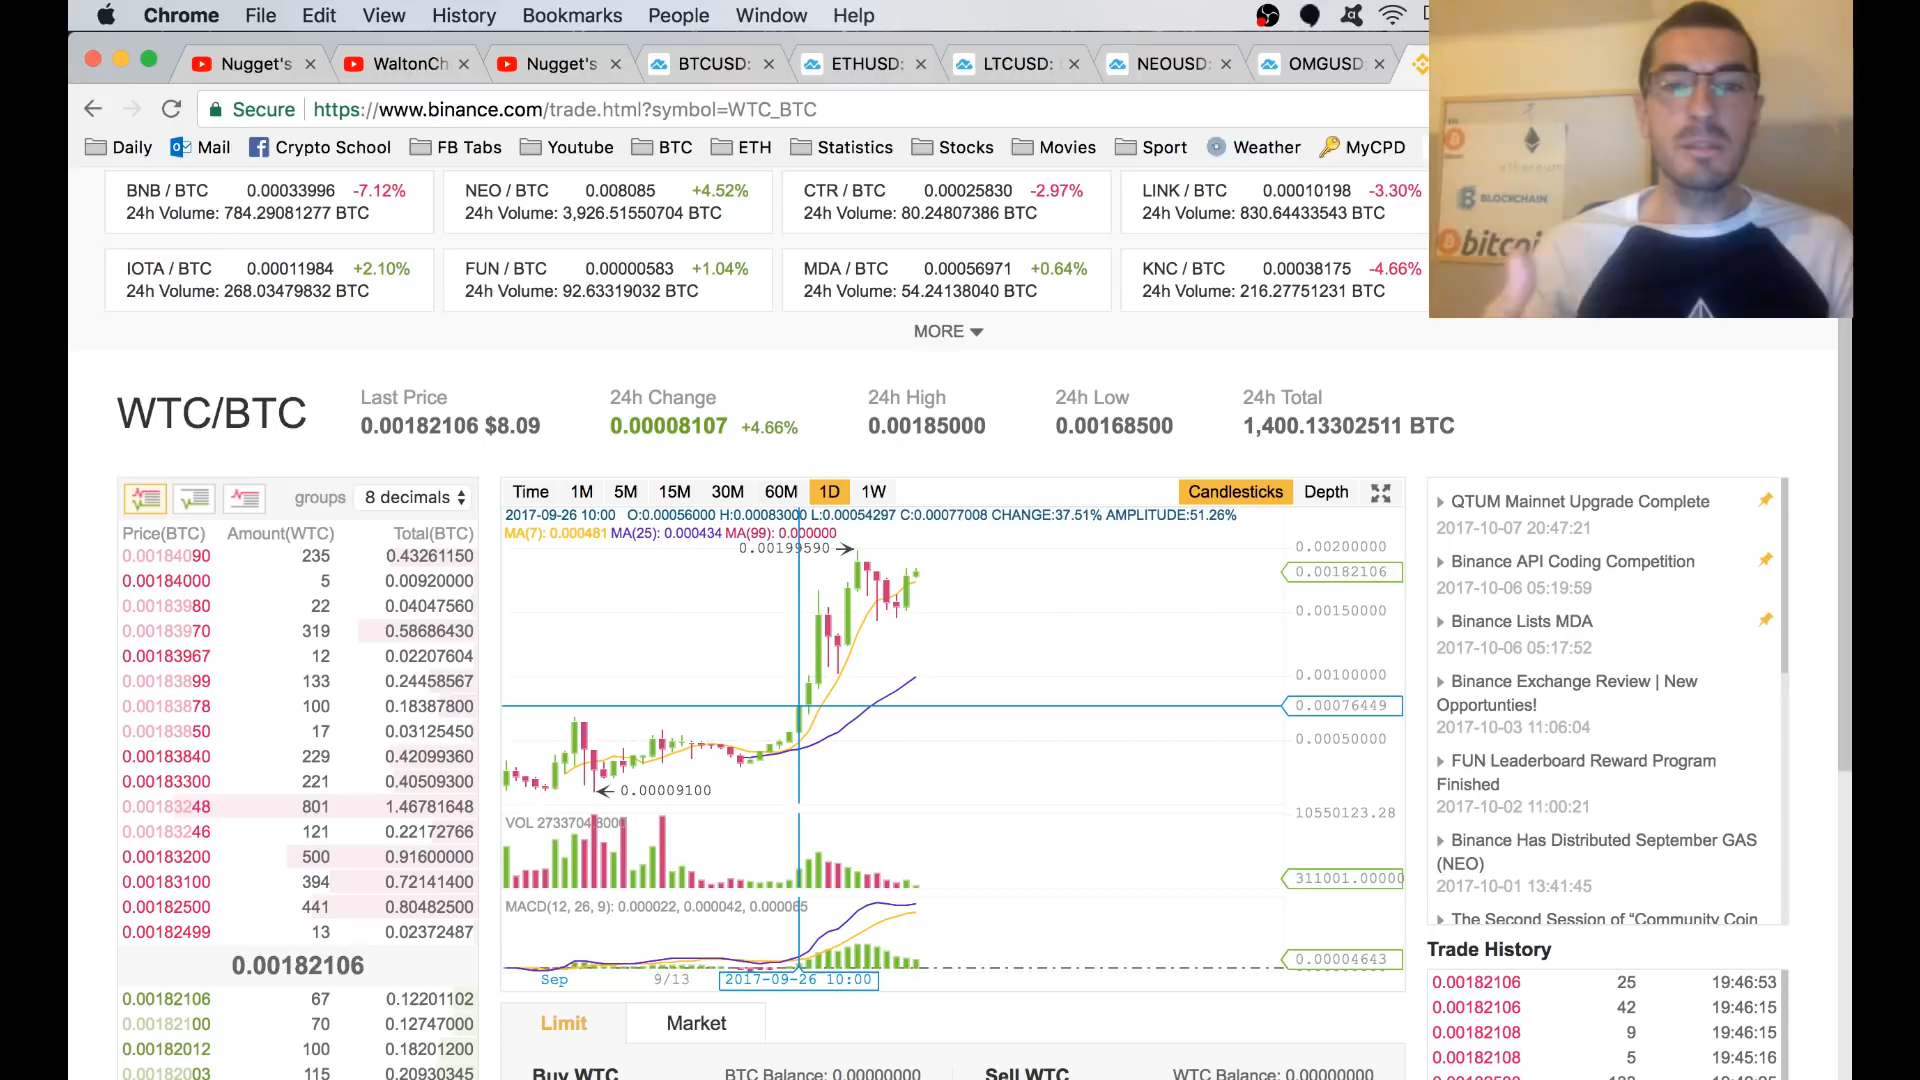 Chrome File Edit View History Bookmarks People Window Help
Nugget's WaltonCh Nugget's BTCUSD: ETHUSD: LTCUSD: NEOUSD: OMGUSD
Secure https://www.binance.com/trade.html?symbol=WTC_BTC
Daily Mail Crypto School FB Tabs Youtube BTC ETH Statistics Stocks Movies Sport Weather MyCPD
ethereum
BLOCKCHAIN
bitcoin
BNB / BTC 0.00033996 -7.12% NEO / BTC 0.008085 +4.52% CTR / BTC 0.00025830 -2.97% LINK / BTC 0.00010198 -3.30%
24h Volume: 784.29081277 BTC 24h Volume: 3,926.51550704 BTC 24h Volume: 80.24807386 BTC 24h Volume: 830.64433543 BTC
IOTA / BTC 0.00011984 +2.10% FUN / BTC 0.00000583 +1.04% MDA / BTC 0.00056971 +0.64% KNC / BTC 0.00038175 -4.66%
24h Volume: 268.03479832 BTC 24h Volume: 92.63319032 BTC 24h Volume: 54.24138040 BTC 24h Volume: 216.27751231 BTC
MORE
WTC/BTC
Last Price 24h Change 24h High 24h Low 24h Total
0.00182106 $8.09 0.00008107 +4.66% 0.00185000 0.00168500 1,400.13302511 BTC
groups 8 decimals
Price(BTC) Amount(WTC) Total(BTC)
0.00184090 235 0.43261150
0.00184000 5 0.00920000
0.00183980 22 0.04047560
0.00183970 319 0.58686430
0.00183967 12 0.02207604
0.00183899 133 0.24458567
0.00183878 100 0.18387800
0.00183850 17 0.03125450
0.00183840 229 0.42099360
0.00183300 221 0.40509300
0.00183248 801 1.46781648
0.00183246 121 0.22172766
0.00183200 500 0.91600000
0.00183100 394 0.72141400
0.00182500 441 0.80482500
0.00182499 13 0.02372487
0.00182106
0.00182106 67 0.12201102
0.00182100 70 0.12747000
0.00182012 100 0.18201200
0.00182003 115 0.20930345
Time 1M 5M 15M 30M 60M 1D 1W Candlesticks Depth
2017-09-26 10:00 O:0.00056000 H:0.00083000 L:0.00054297 C:0.00077008 CHANGE:37.51% AMPLITUDE:51.26%
MA(7): 0.000481 MA(25): 0.000434 MA(99): 0.000000
0.00199590
0.00200000
0.00182106
0.00150000
0.00100000
0.00076449
0.00050000
0.00009100
10550123.28
VOL 2733704.8000
311001.00000
MACD(12, 26, 9): 0.000022, 0.000042, 0.000065
0.00004643
Sep 9/13 2017-09-26 10:00
Limit Market
Buy WTC BTC Balance: 0.00000000 Sell WTC WTC Balance: 0.00000000
QTUM Mainnet Upgrade Complete
2017-10-07 20:47:21
Binance API Coding Competition
2017-10-06 05:19:59
Binance Lists MDA
2017-10-06 05:17:52
Binance Exchange Review | New
Opportunties!
2017-10-03 11:06:04
FUN Leaderboard Reward Program
Finished
2017-10-02 11:00:21
Binance Has Distributed September GAS
(NEO)
2017-10-01 13:41:45
The Second Session of “Community Coin
Trade History
0.00182106 25 19:46:53
0.00182106 42 19:46:15
0.00182108 9 19:46:15
0.00182108 5 19:45:16